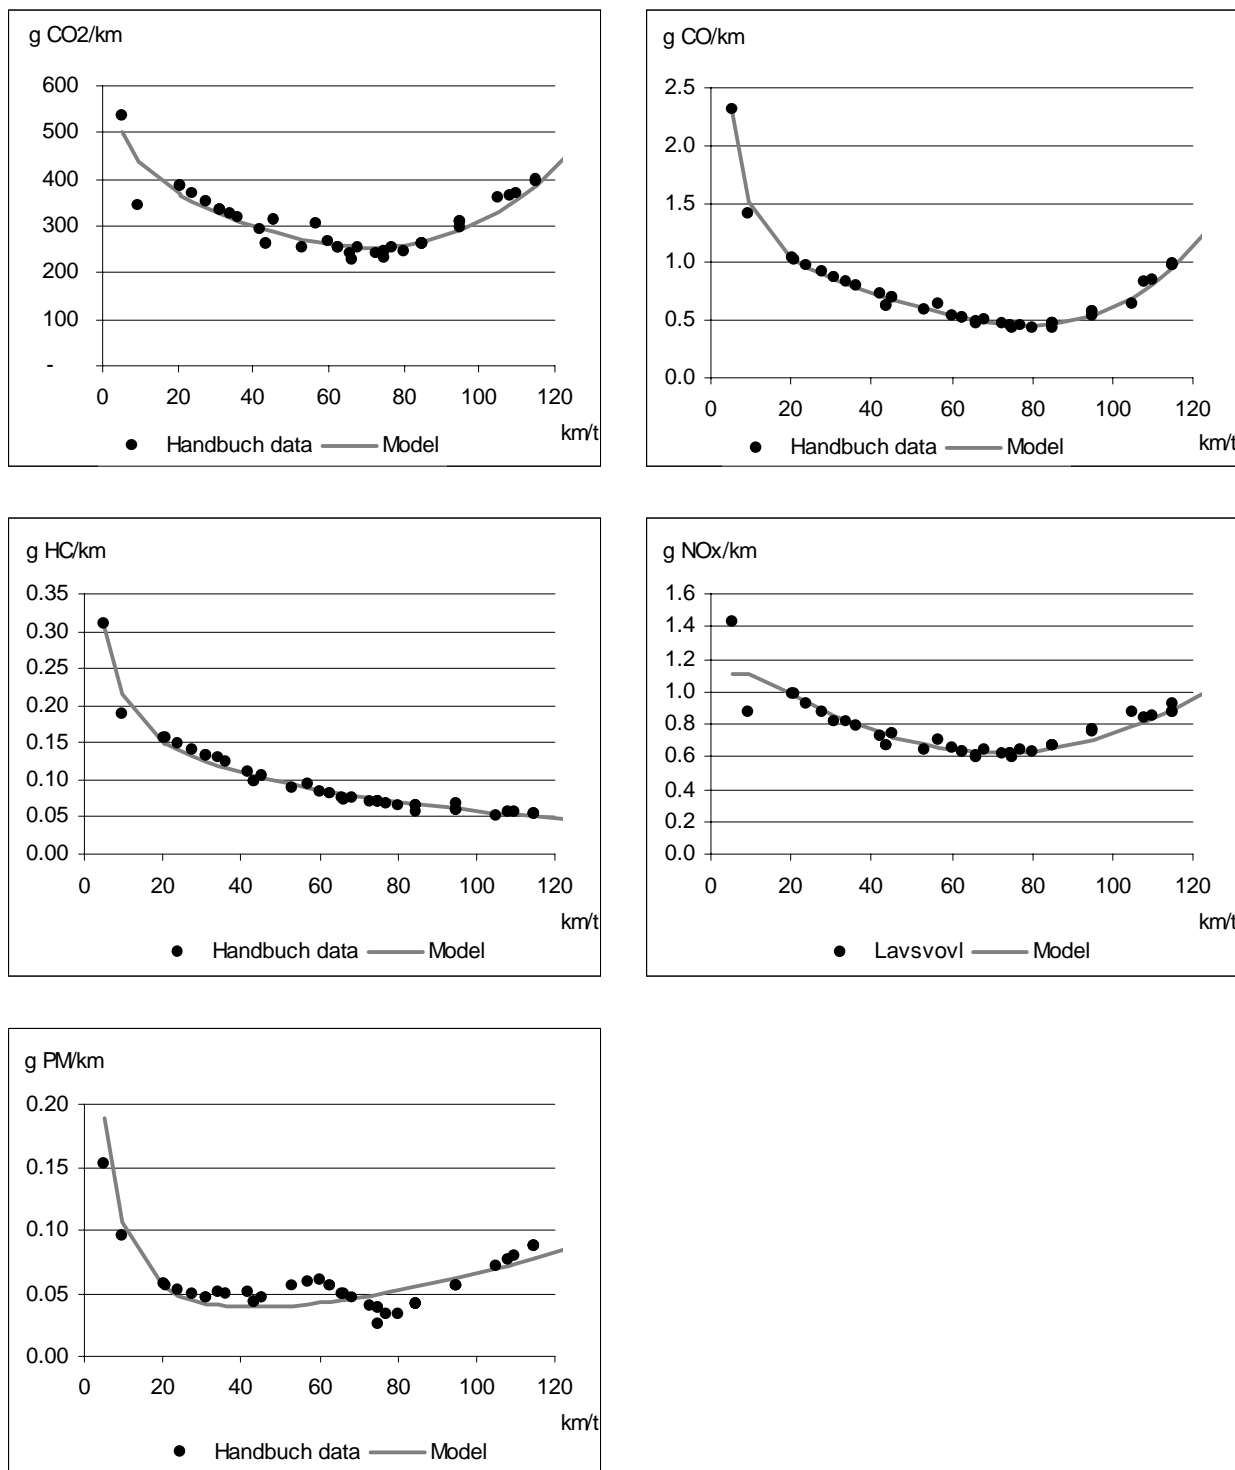 g CO2/km
600
500
400
300
200
100
-
0 20 40 60 80 100 120
km/t
Handbuch data Model
g CO/km
2.5
2.0
1.5
1.0
0.5
0.0
0 20 40 60 80 100 120
km/t
Handbuch data Model
g HC/km
0.35
0.30
0.25
0.20
0.15
0.10
0.05
0.00
0 20 40 60 80 100 120
km/t
Handbuch data Model
g NOx/km
1.6
1.4
1.2
1.0
0.8
0.6
0.4
0.2
0.0
0 20 40 60 80 100 120
km/t
Lavsvovl Model
g PM/km
0.20
0.15
0.10
0.05
0.00
0 20 40 60 80 100 120
km/t
Handbuch data Model